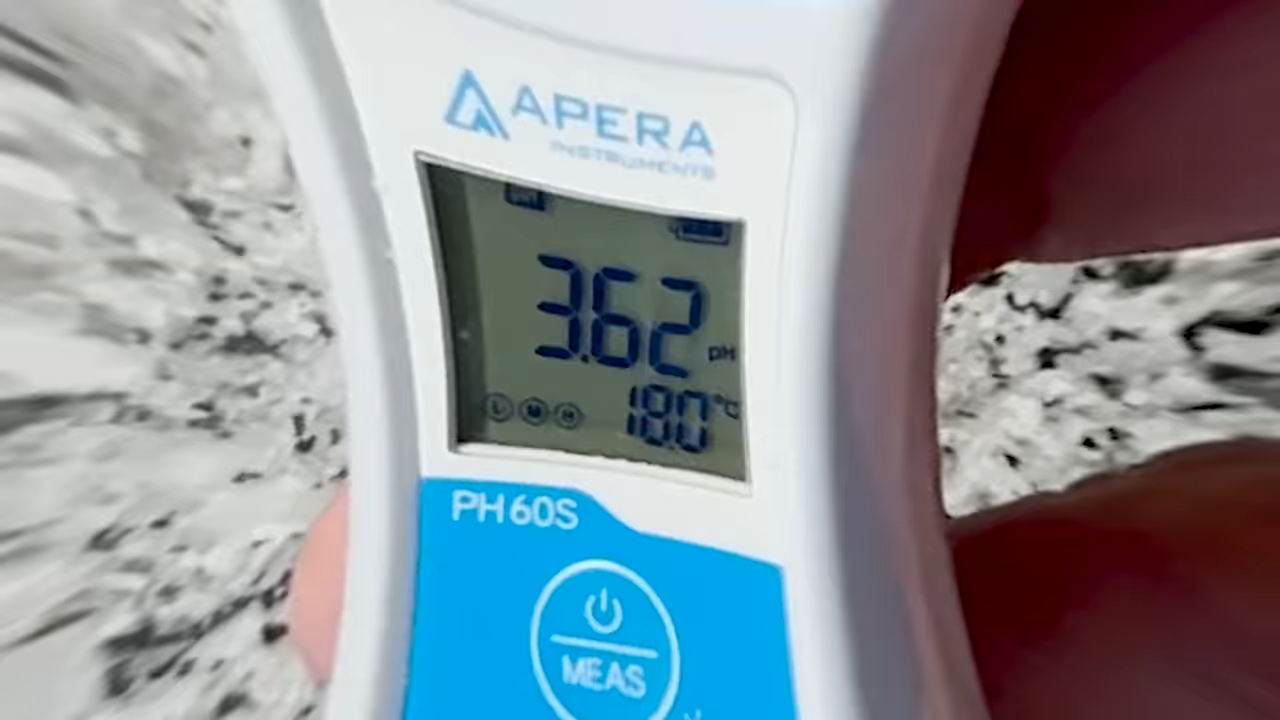 APERA
INSTRUMENTS
3.62 pH
L M H 18.0 °C
PH60S
MEAS